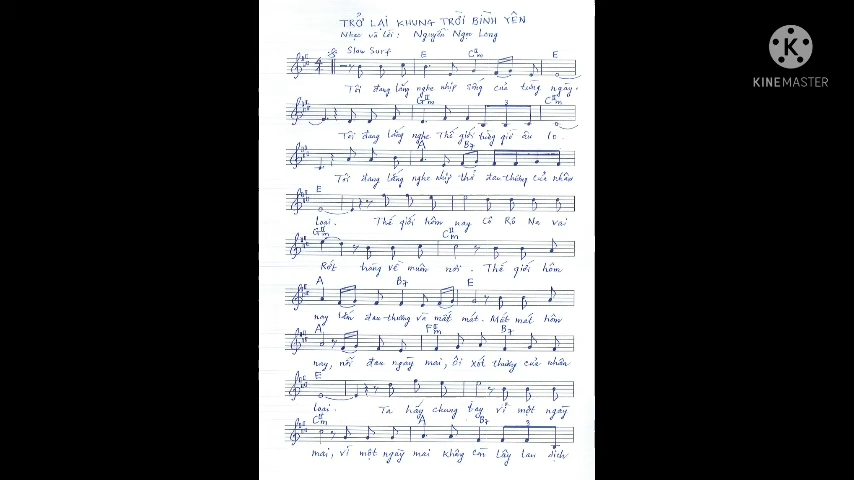 TRỞ LẠI KHUNG TRỜI BÌNH YÊN
Nhạc và lời: Nguyễn Ngọc Long
KINEMASTER
Slow Surf E C#m E
Tôi đang lắng nghe nhịp sống của từng ngày.
G#m 3 C#m
Tôi đang lắng nghe Thế giới từng giờ âu lo
A B7
Tôi đang lắng nghe nhịp thở đau thương của nhân
E
loại. Thế giới hôm nay Cô Rô Na vai
G#m C#m
Rớt hàng về muôn nơi. Thế giới hôm
A B7 E
nay đau thương và mất mát. Mất mát hôm
A F#m B7
nay, nỗi đau ngày mai, ôi xót thương của nhân
E
loại. Ta hãy chung tay vì một ngày
C#m A B7 3
mai, vì một ngày mai không còn lây lan dịch